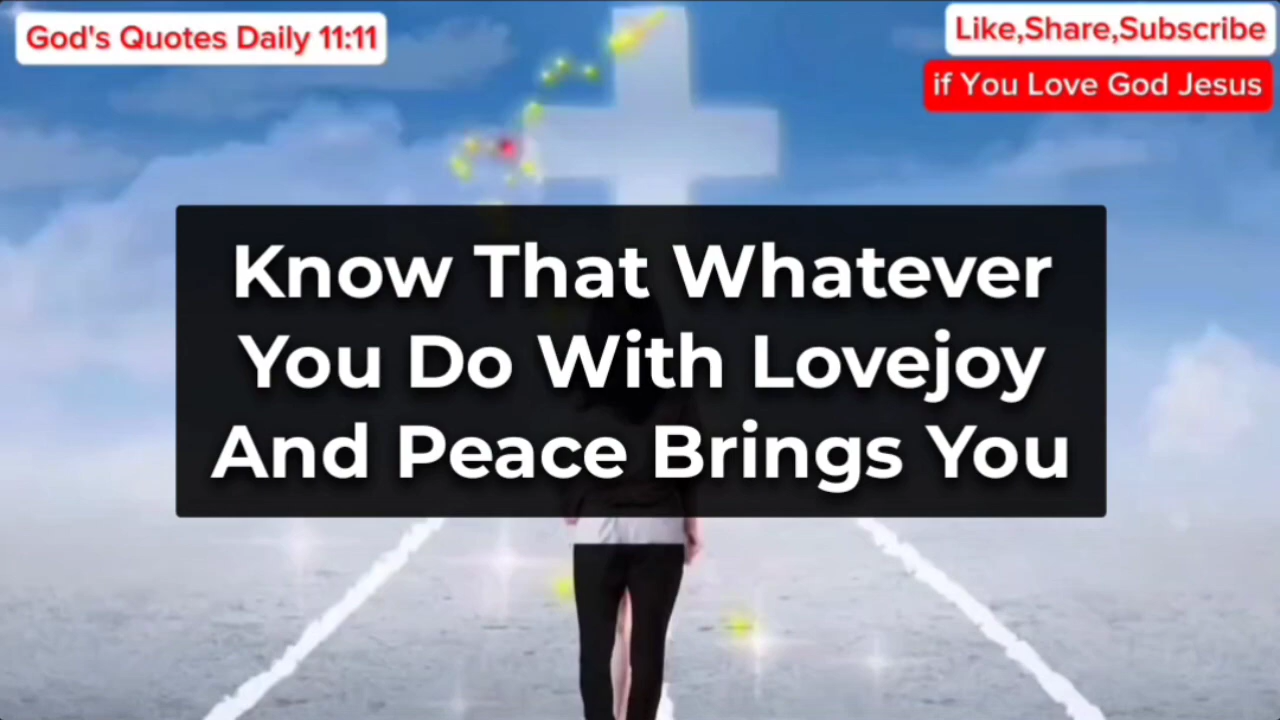 God's Quotes Daily 11:11
Like,Share,Subscribe
if You Love God Jesus
Know That Whatever
You Do With Lovejoy
And Peace Brings You